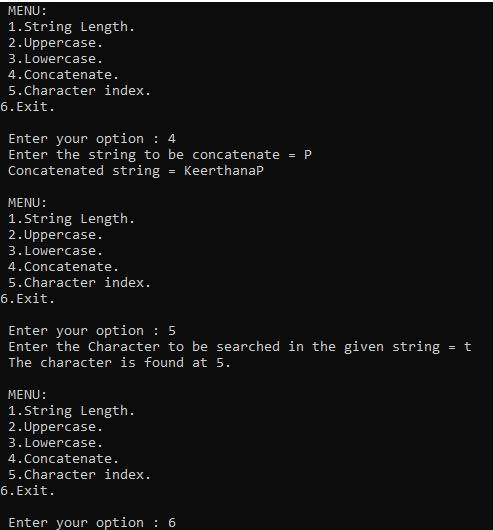 MENU:
1.String Length.
2.Uppercase.
3.Lowercase.
4.Concatenate.
5.Character index.
6.Exit.
Enter your option : 4
Enter the string to be concatenate = P
Concatenated string = KeerthanaP
MENU:
1.String Length.
2.Uppercase.
3.Lowercase.
4.Concatenate.
5.Character index.
6.Exit.
Enter your option : 5
Enter the Character to be searched in the given string = t
The character is found at 5.
MENU:
1.String Length.
2.Uppercase.
3.Lowercase.
4.Concatenate.
5.Character index.
6.Exit.
Enter your option : 6